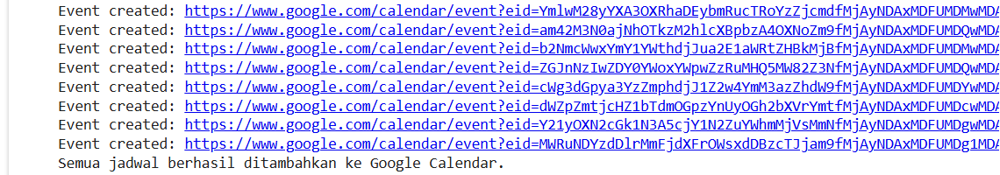 Event created: https://www.google.com/calendar/event?eid=YmlwM28yYXA3OXRhaDEybmRucTRoYzZjcmdfMjAyNDAxMDFUMDMwMDA
Event created: https://www.google.com/calendar/event?eid=am42M3N0ajNhOTkzM2hlcXBpbzA4OXNoZm9fMjAyNDAxMDFUMDQwMDA
Event created: https://www.google.com/calendar/event?eid=b2NmcWwxYmY1YWthdjJua2E1aWRtZHBkMjBfMjAyNDAxMDFUMDMwMDA
Event created: https://www.google.com/calendar/event?eid=ZGJnNzIwZDY0YWoxYWpwZzRuMHQ5MW82Z3NfMjAyNDAxMDFUMDQwMDA
Event created: https://www.google.com/calendar/event?eid=cWg3dGpya3YzZmphdjJ1Z2w4YmM3azZhdW9fMjAyNDAxMDFUMDYwMDA
Event created: https://www.google.com/calendar/event?eid=dWZpZmtjcHZ1bTdmOGpzYnUyOGh2bXVrYmtfMjAyNDAxMDFUMDcwMDA
Event created: https://www.google.com/calendar/event?eid=Y21yOXN2cGk1N3A5cjY1N2ZuYWhmMjVsMmNfMjAyNDAxMDFUMDgwMDA
Event created: https://www.google.com/calendar/event?eid=MWRuNDYzdDlrMmFjdXFrOWsxdDBzcTJjam9fMjAyNDAxMDFUMDg1MDA
Semua jadwal berhasil ditambahkan ke Google Calendar.